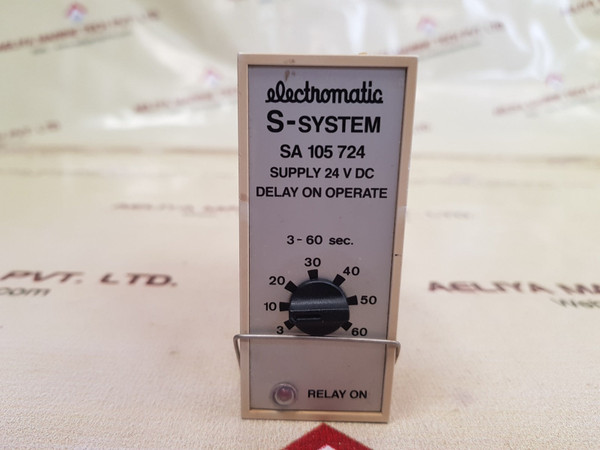 electromatic
S-SYSTEM
SA 105 724
SUPPLY 24 V DC
DELAY ON OPERATE
3 - 60 sec.
30
20 40
10 50
3 60
RELAY ON
PVT. LTD.
AELIYA